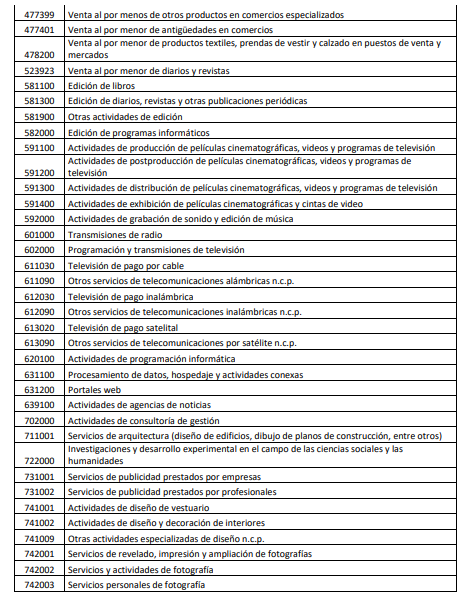 477399 Venta al por menos de otros productos en comercios especializados
477401 Venta al por menor de antigüedades en comercios
Venta al por menor de productos textiles, prendas de vestir y calzado en puestos de venta y
478200 mercados
523923 Venta al por menor de diarios y revistas
581100 Edición de libros
581300 Edición de diarios, revistas y otras publicaciones periódicas
581900 Otras actividades de edición
582000 Edición de programas informáticos
591100 Actividades de producción de películas cinematográficas, videos y programas de televisión
Actividades de postproducción de películas cinematográficas, videos y programas de
591200 televisión
591300 Actividades de distribución de películas cinematográficas, videos y programas de televisión
591400 Actividades de exhibición de películas cinematográficas y cintas de video
592000 Actividades de grabación de sonido y edición de música
601000 Transmisiones de radio
602000 Programación y transmisiones de televisión
611030 Televisión de pago por cable
611090 Otros servicios de telecomunicaciones alámbricas n.c.p.
612030 Televisión de pago inalámbrica
612090 Otros servicios de telecomunicaciones inalámbricas n.c.p.
613020 Televisión de pago satelital
613090 Otros servicios de telecomunicaciones por satélite n.c.p.
620100 Actividades de programación informática
631100 Procesamiento de datos, hospedaje y actividades conexas
631200 Portales web
639100 Actividades de agencias de noticias
702000 Actividades de consultoría de gestión
711001 Servicios de arquitectura (diseño de edificios, dibujo de planos de construcción, entre otros)
Investigaciones y desarrollo experimental en el campo de las ciencias sociales y las
722000 humanidades
731001 Servicios de publicidad prestados por empresas
731002 Servicios de publicidad prestados por profesionales
741001 Actividades de diseño de vestuario
741002 Actividades de diseño y decoración de interiores
741009 Otras actividades especializadas de diseño n.c.p.
742001 Servicios de revelado, impresión y ampliación de fotografías
742002 Servicios y actividades de fotografía
742003 Servicios personales de fotografía